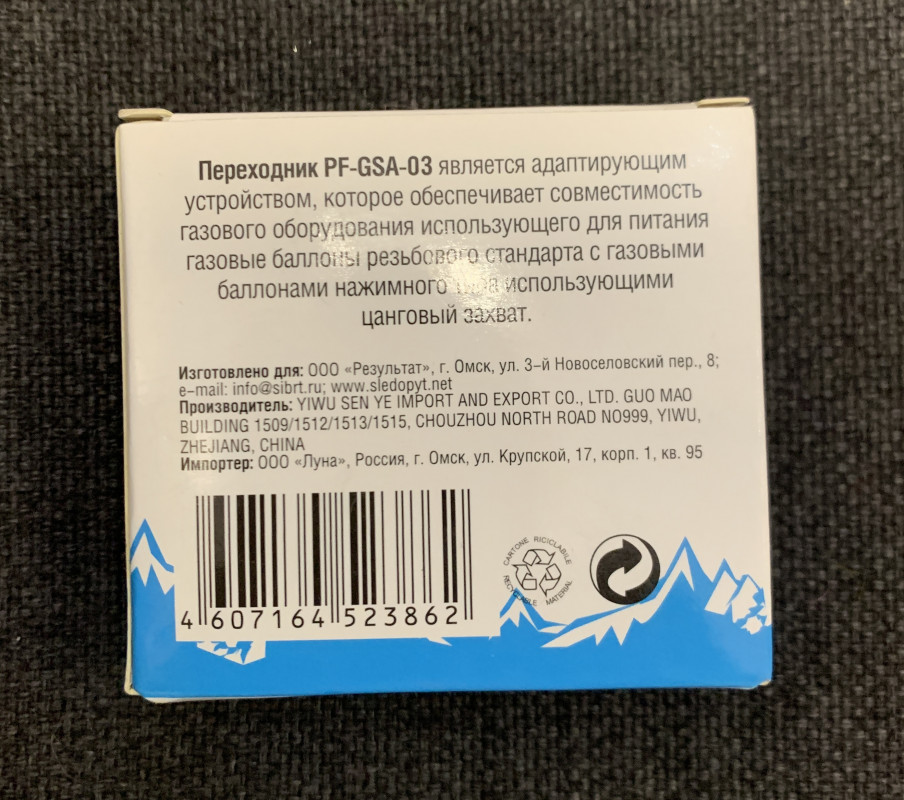 Переходник PF-GSA-03 является адаптирующим
устройством, которое обеспечивает совместимость
газового оборудования использующего для питания
газовые баллоны резьбового стандарта с газовыми
баллонами нажимного типа использующими
цанговый захват.
Изготовлено для: ООО «Результат», г. Омск, ул. 3-й Новоселовский пер., 8;
e-mail: info@sibrt.ru; www.sledopyt.net
Производитель: YIWU SEN YE IMPORT AND EXPORT CO., LTD. GUO MAO
BUILDING 1509/1512/1513/1515, CHOUZHOU NORTH ROAD NO999, YIWU,
ZHEJIANG, CHINA
Импортер: ООО «Луна», Россия, г. Омск, ул. Крупской, 17, корп. 1, кв. 95
CARTONE RICICLABILE
RECYCLABLE MATERIAL
4 607164 523862